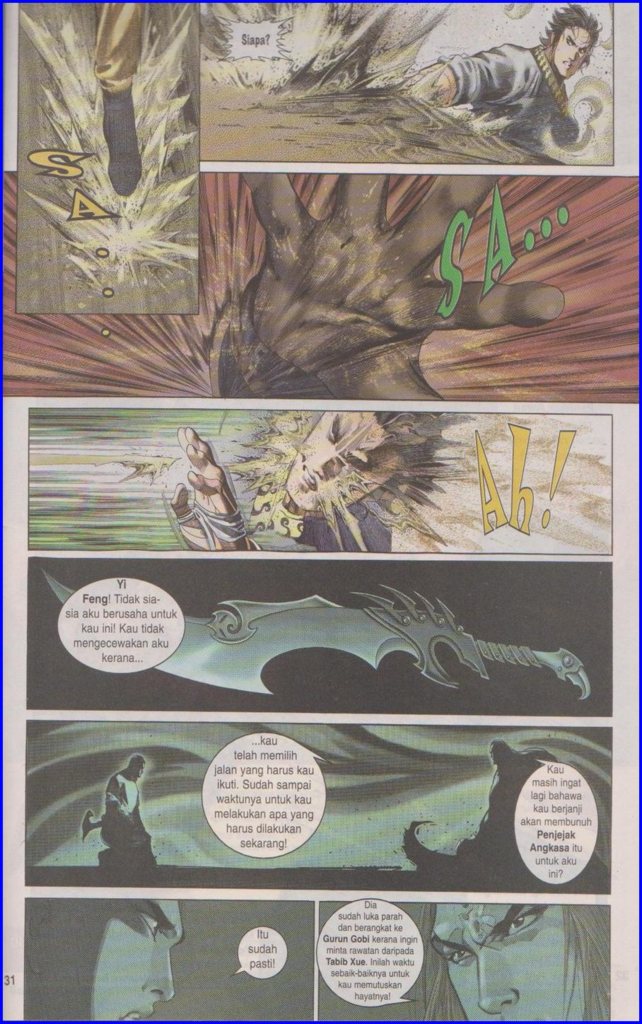 Siapa?
SA...
SA...
Ah!
Yi
Feng! Tidak sia-
sia aku berusaha untuk
kau ini! Kau tidak
mengecewakan aku
kerana...
...kau
telah memilih
jalan yang harus kau
ikuti. Sudah sampai
waktunya untuk kau
melakukan apa yang
harus dilakukan
sekarang!
Kau
masih ingat
lagi bahawa
kau berjanji
akan membunuh
Penjejak
Angkasa itu
untuk aku
ini?
Itu
sudah
pasti!
Dia
sudah luka parah
dan berangkat ke
Gurun Gobi kerana ingin
minta rawatan daripada
Tabib Xue. Inilah waktu
sebaik-baiknya untuk
kau memutuskan
hayatnya!
31